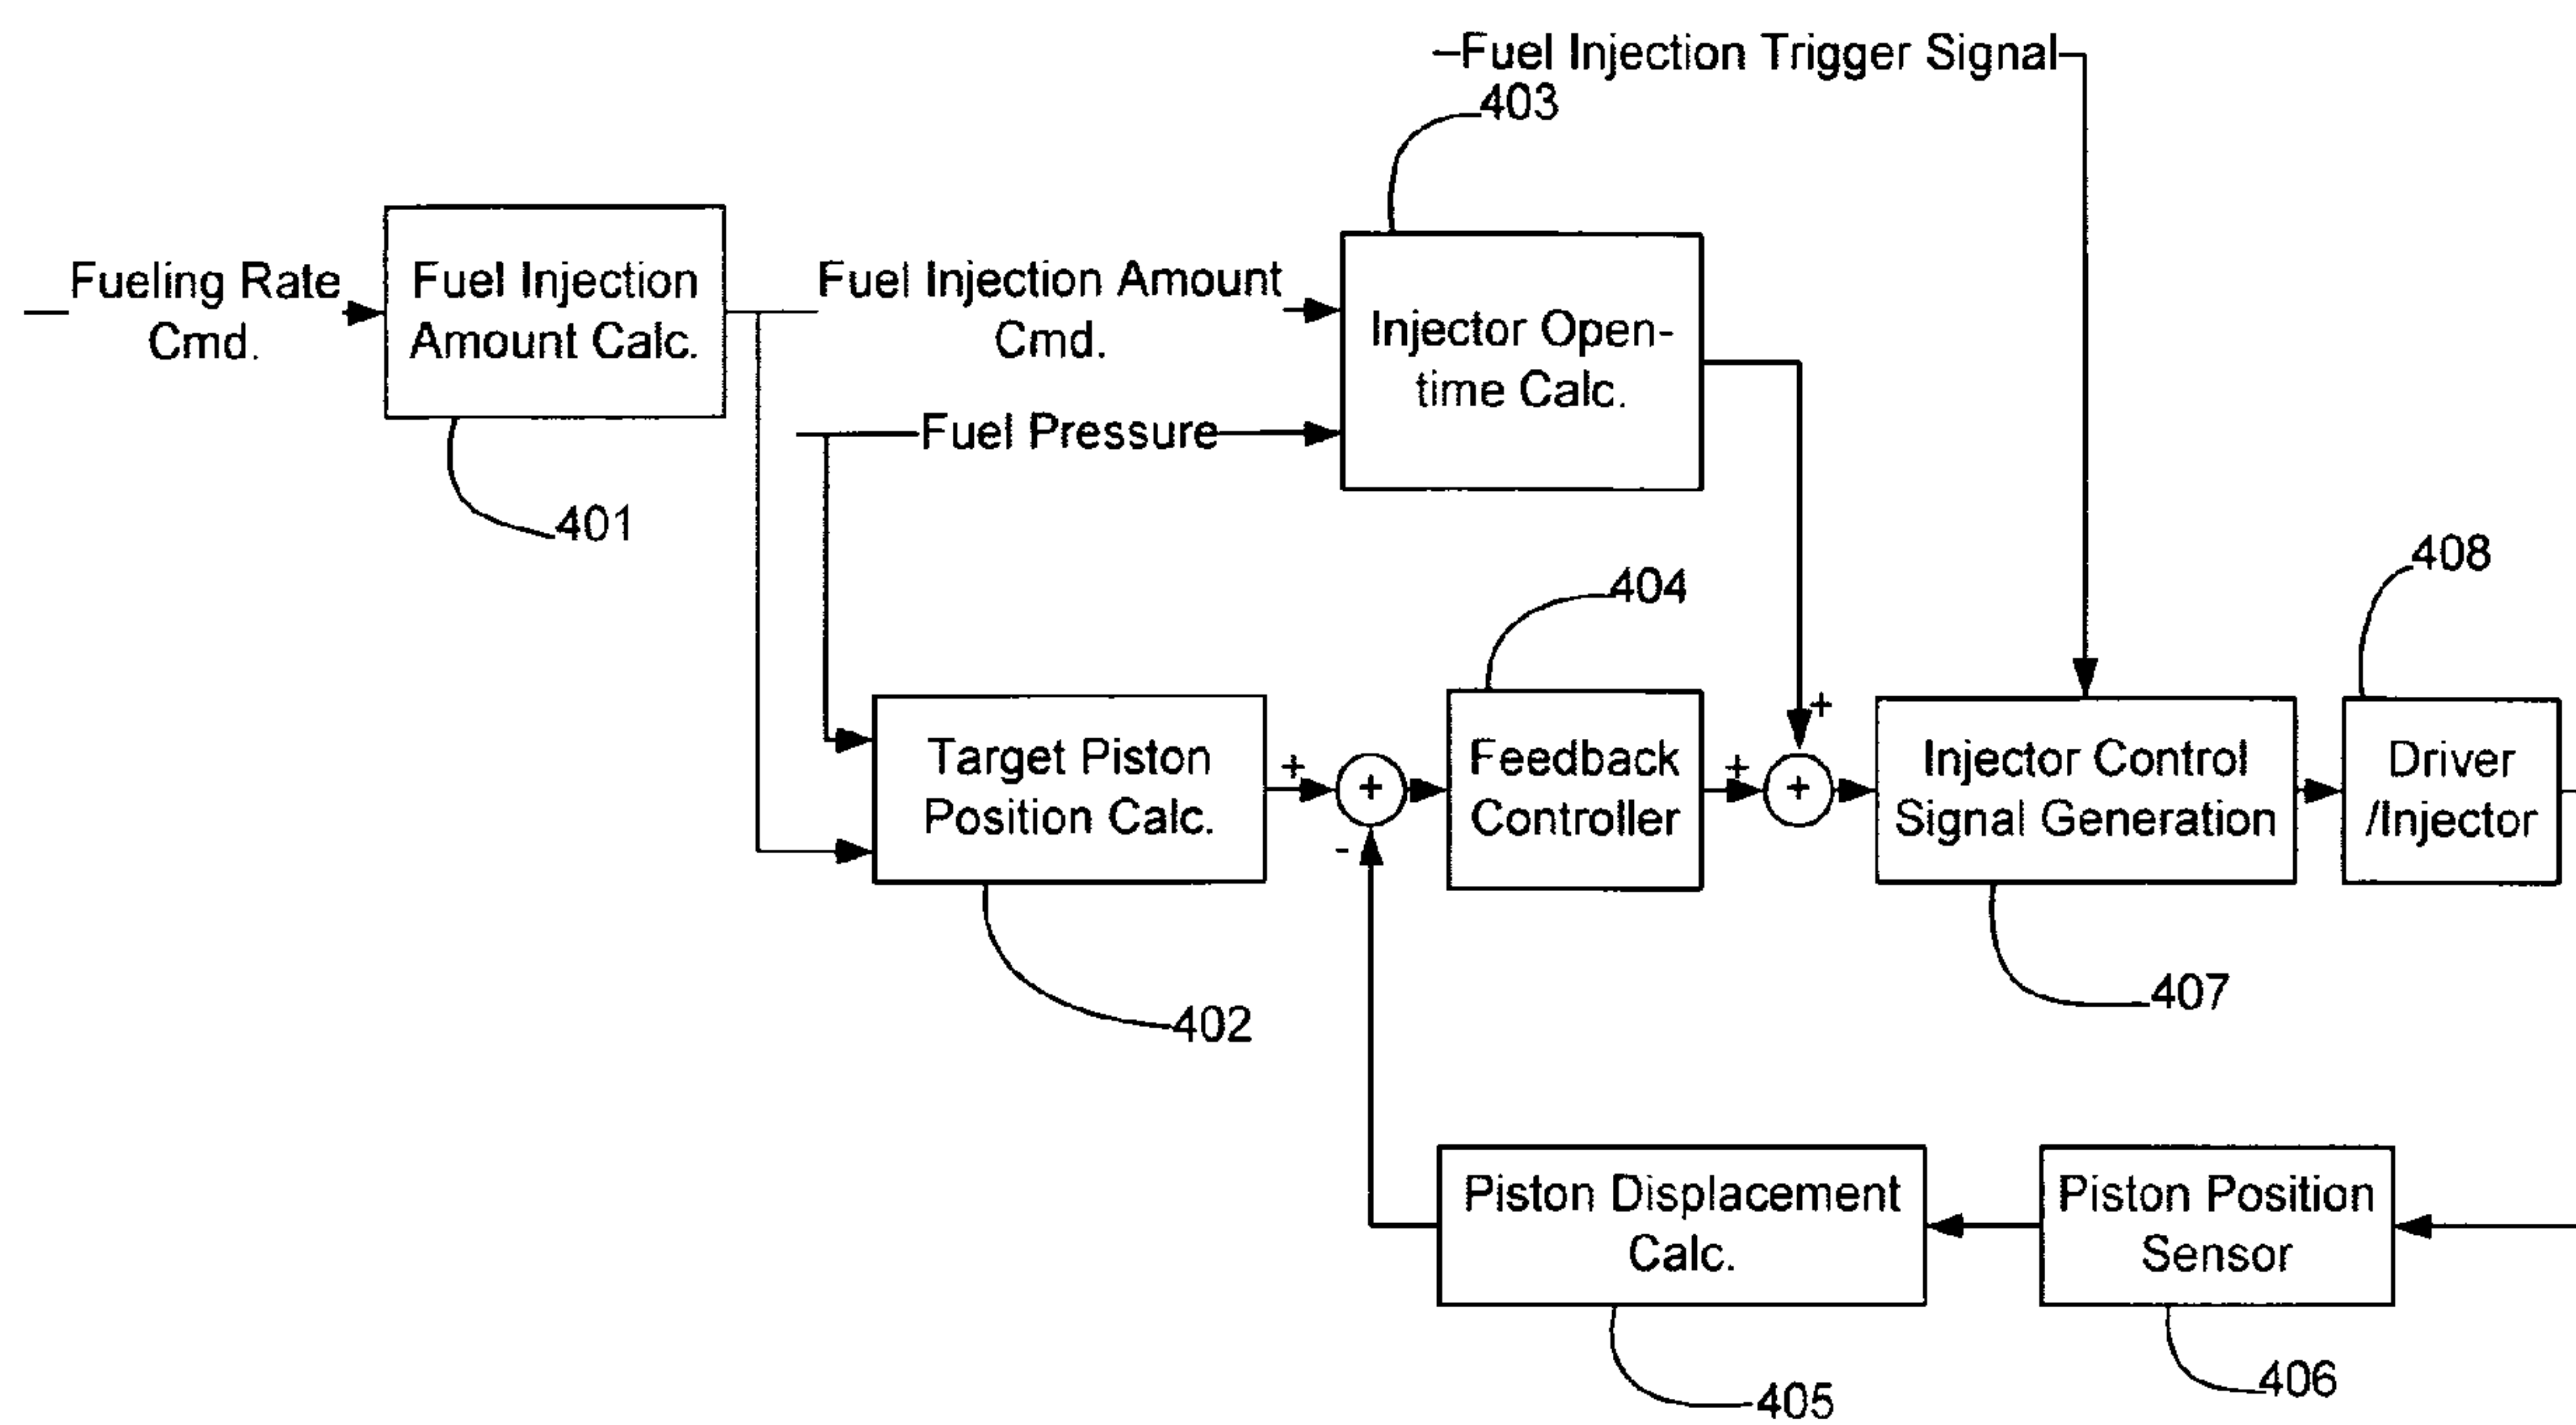 Fuel Injection Trigger Signal
403
Fueling Rate
Cmd.
Fuel Injection
Amount Calc.
401
Fuel Injection Amount
Cmd.
Fuel Pressure
Injector Open-
time Calc.
404
408
+
Target Piston
Position Calc.
402
+
+
-
Feedback
Controller
+
+
Injector Control
Signal Generation
407
Driver
/Injector
Piston Displacement
Calc.
405
Piston Position
Sensor
406